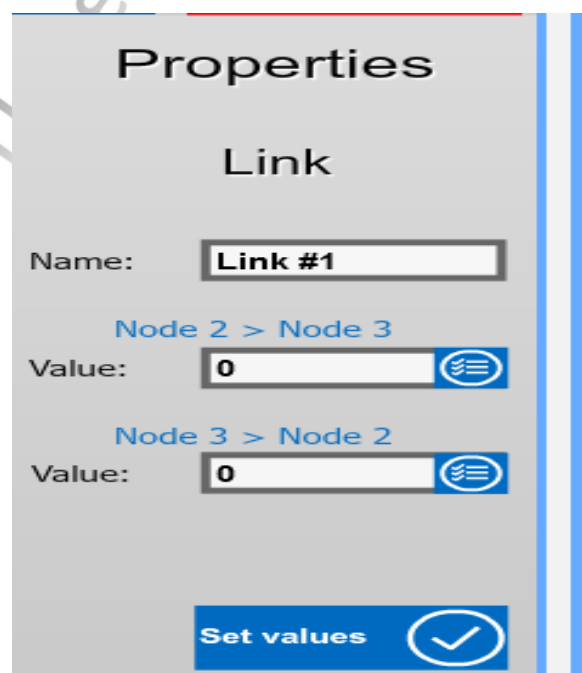 Properties
Link
Name: Link #1
Node 2 > Node 3
Value: 0
Node 3 > Node 2
Value: 0
Set values